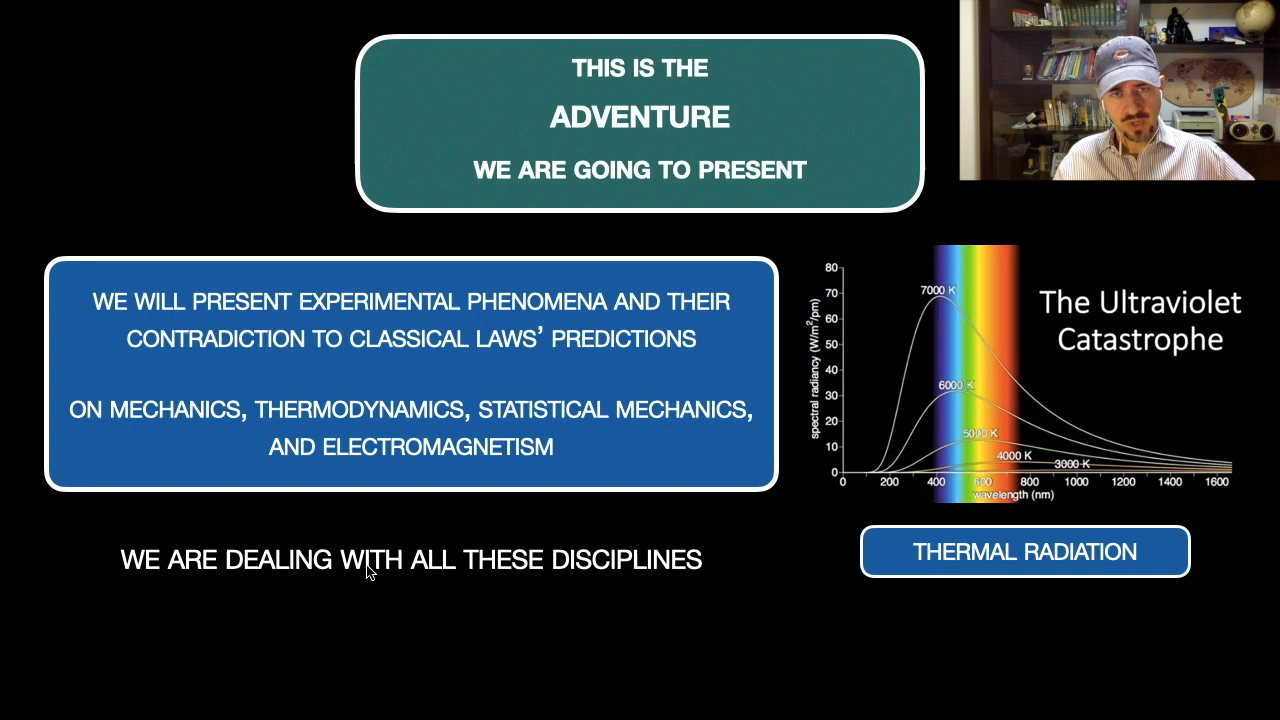 THIS IS THE
ADVENTURE
WE ARE GOING TO PRESENT
WE WILL PRESENT EXPERIMENTAL PHENOMENA AND THEIR
CONTRADICTION TO CLASSICAL LAWS’ PREDICTIONS
ON MECHANICS, THERMODYNAMICS, STATISTICAL MECHANICS,
AND ELECTROMAGNETISM
WE ARE DEALING WITH ALL THESE DISCIPLINES
The Ultraviolet
Catastrophe
spectral radiancy (W/m²/pm)
80
70
60
50
40
30
20
10
0
7000 K
6000 K
5000 K
4000 K
3000 K
0 200 400 600 800 1000 1200 1400 1600
wavelength (nm)
THERMAL RADIATION